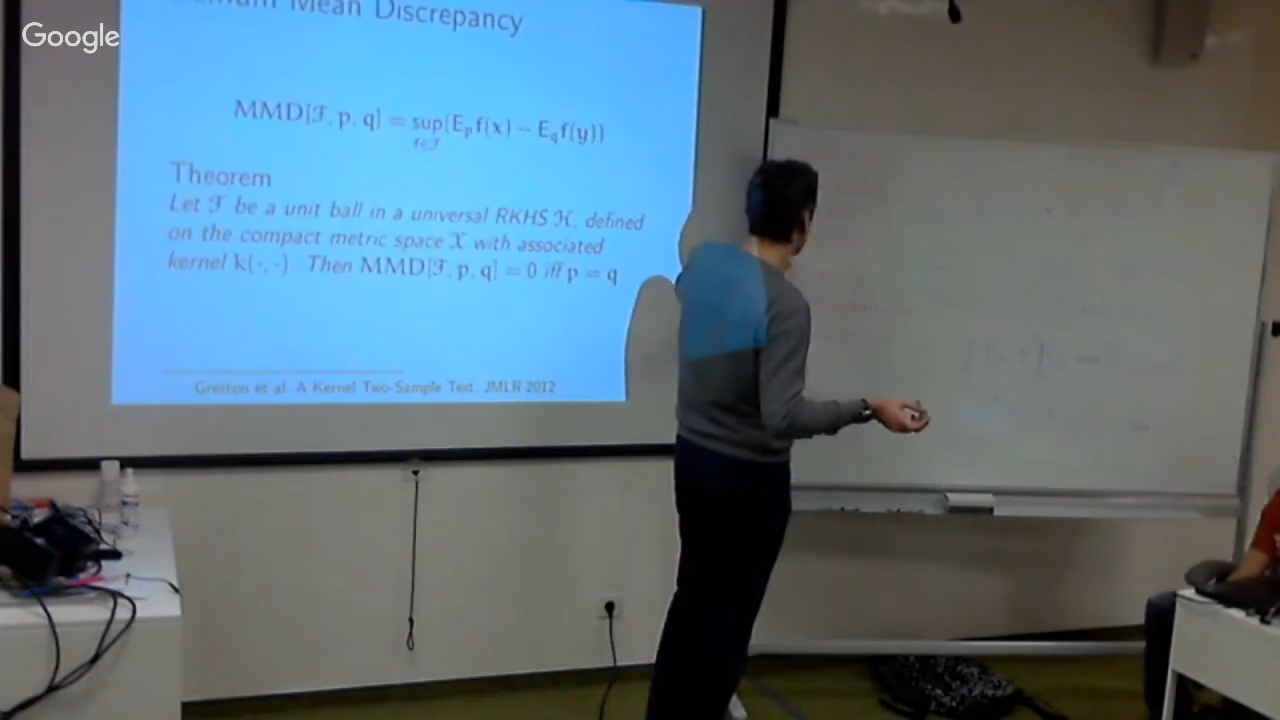 Google
Mean Discrepancy
MMD[ℱ, p, q] = sup(E_p f(x) − E_q f(y))
f∈ℱ
Theorem
Let ℱ be a unit ball in a universal RKHS ℋ, defined
on the compact metric space 𝒳 with associated
kernel k(·, ·). Then MMD[ℱ, p, q] = 0 iff p = q
Gretton et al. A Kernel Two-Sample Test. JMLR 2012